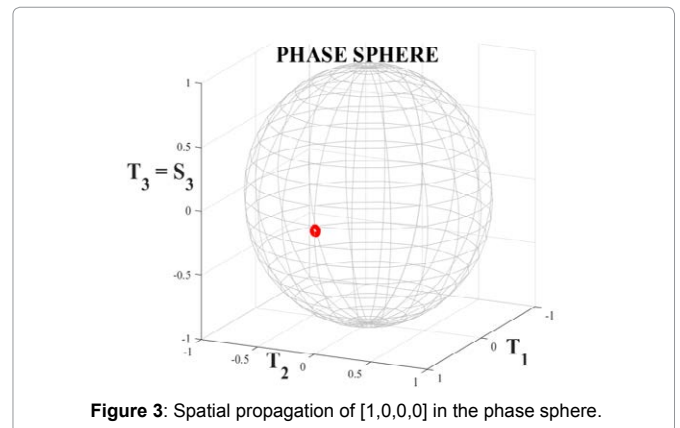 PHASE SPHERE
1
0.5
T3 = S3
0
-0.5
-1
-1
-0.5
T2
0
0.5
1
1
0
T1
-1
Figure 3: Spatial propagation of [1,0,0,0] in the phase sphere.